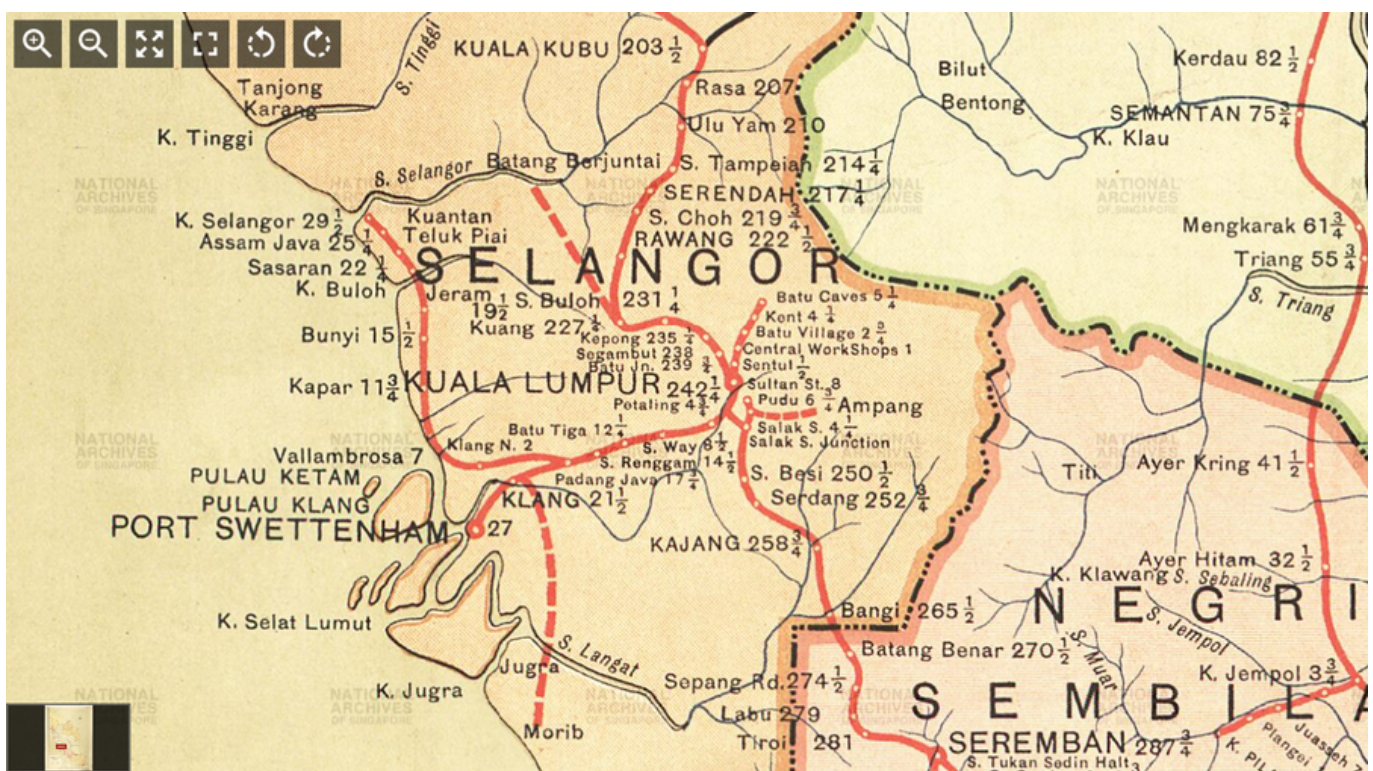 S. Tinggi
KUALA KUBU 203 1/2
Rasa 207
Tanjong
Karang
K. Tinggi
Ulu Yam 210
Bilut
Bentong
Kerdau 82 1/2
SEMANTAN 75 3/4
K. Klau
S. Selangor
Batang Berjuntai
S. Tampeian 214 1/4
SERENDAH 217 1/4
NATIONAL
ARCHIVES
OF SINGAPORE
K. Selangor 29 1/2
Assam Java 25 1/4
Sasaran 22 1/4
K. Buloh
Kuantan
Teluk Piai
S. Choh 219 3/4
RAWANG 222 1/2
SELANGOR
Mengkarak 61 3/4
Triang 55 3/4
S. Triang
Jeram
19 1/2
S. Buloh 231 1/4
Kuang 227 1/4
Bunyi 15 1/2
Kepong 235 1/4
Segambut 238
Batu Jn. 239 3/4
Batu Caves 5 1/4
Kent 4 1/4
Batu Village 2 3/4
Central WorkShops 1
Sentul 1/2
Kapar 11 3/4
KUALA LUMPUR 242 1/4
Sultan St. 8
Pudu 6 3/4
Ampang
Petaling 4 3/4
Salak S. 4 1/4
Salak S. Junction
Batu Tiga 12 1/4
Klang N. 2
S. Way 8 1/2
S. Renggam 14 1/2
Padang Java 17 3/4
Vallambrosa 7
PULAU KETAM
PULAU KLANG
KLANG 21 1/2
PORT SWETTENHAM 27
S. Besi 250 1/2
Serdang 252 3/4
KAJANG 258 3/4
Titi
Ayer Kring 41 1/2
Ayer Hitam 32 1/2
K. Klawang
S. Sebaling
Bangi 265 1/2
NEGRI
S. Jempol
K. Selat Lumut
Batang Benar 270 1/2
S. Muar
K. Jempol 3 3/4
S. Langat
Jugra
K. Jugra
Sepang Rd. 274 1/2
SEMBILA
Labu 279
Morib
Tiroi 281
SEREMBAN 287 3/4
S. Tukan Sedin Halt
Juasseh
Plangei
K. PIL